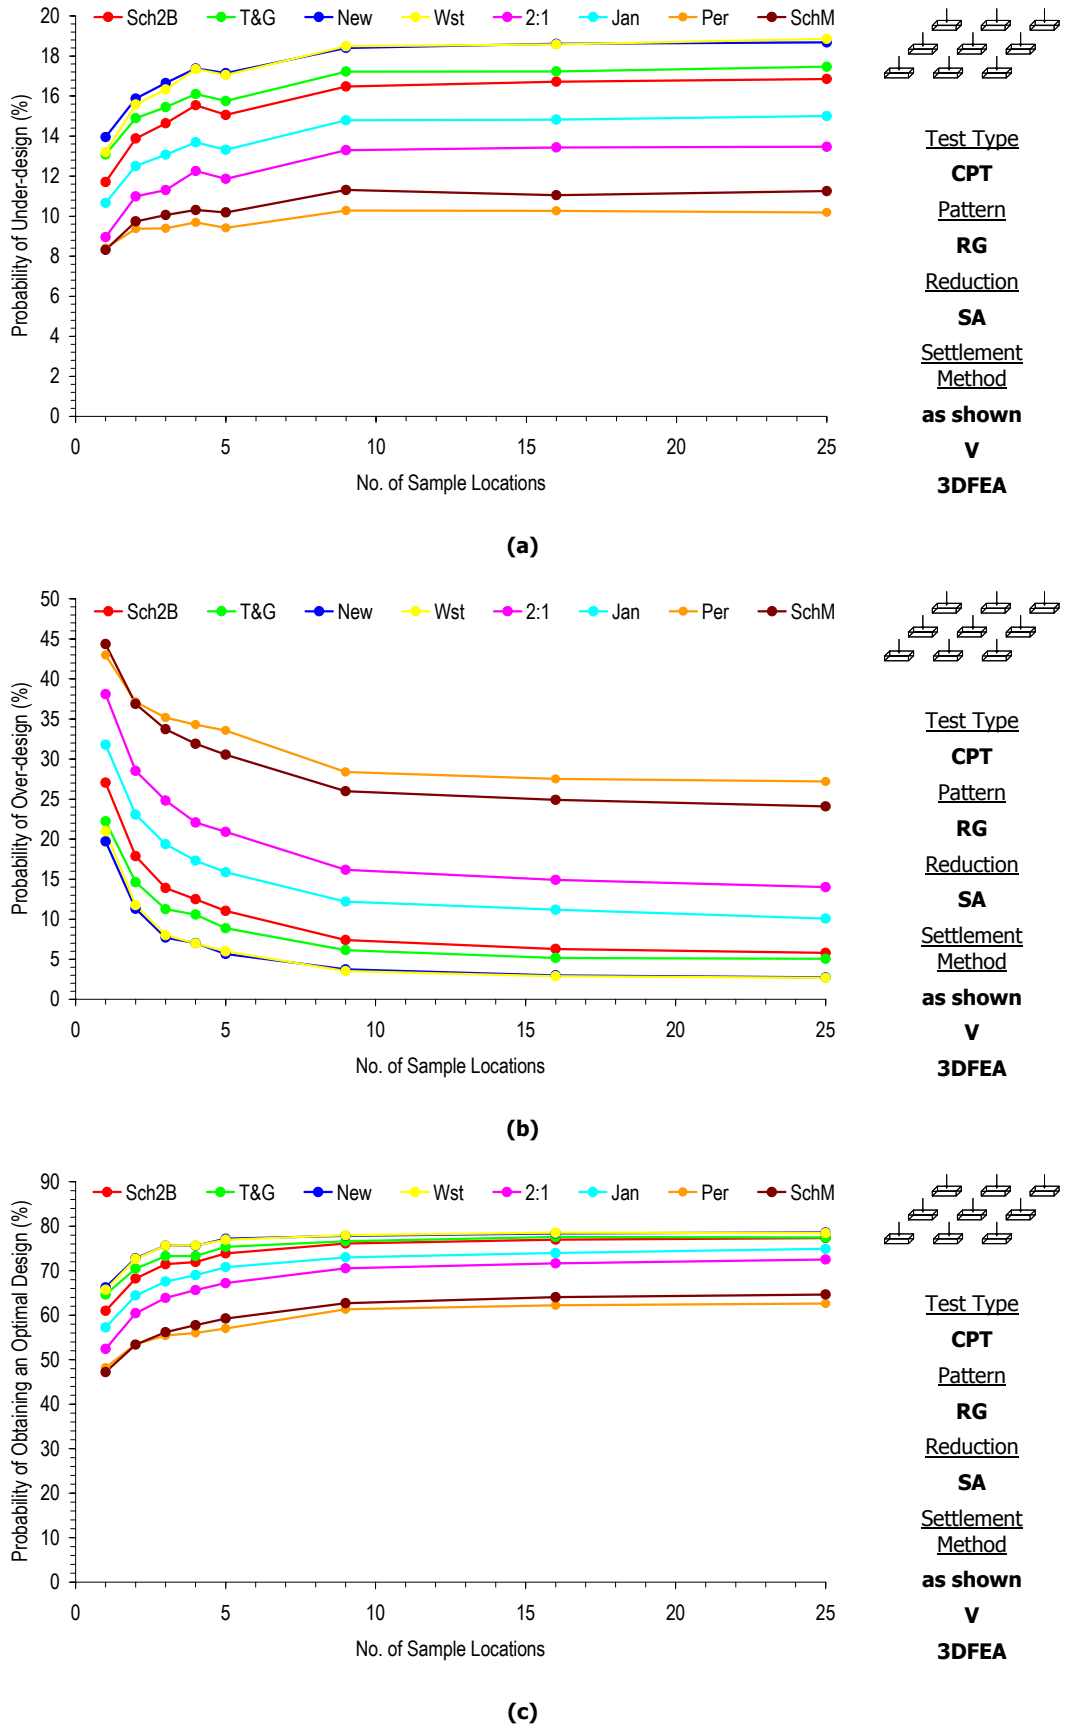 Sch2B T&G New Wst 2:1 Jan Per SchM
Probability of Under-design (%)
20
18
16
14
12
10
8
6
4
2
0
0 5 10 15 20 25
No. of Sample Locations
Test Type
CPT
Pattern
RG
Reduction
SA
Settlement
Method
as shown
V
3DFEA
(a)
Sch2B T&G New Wst 2:1 Jan Per SchM
Probability of Over-design (%)
50
45
40
35
30
25
20
15
10
5
0
0 5 10 15 20 25
No. of Sample Locations
Test Type
CPT
Pattern
RG
Reduction
SA
Settlement
Method
as shown
V
3DFEA
(b)
Sch2B T&G New Wst 2:1 Jan Per SchM
Probability of Obtaining an Optimal Design (%)
90
80
70
60
50
40
30
20
10
0
0 5 10 15 20 25
No. of Sample Locations
Test Type
CPT
Pattern
RG
Reduction
SA
Settlement
Method
as shown
V
3DFEA
(c)